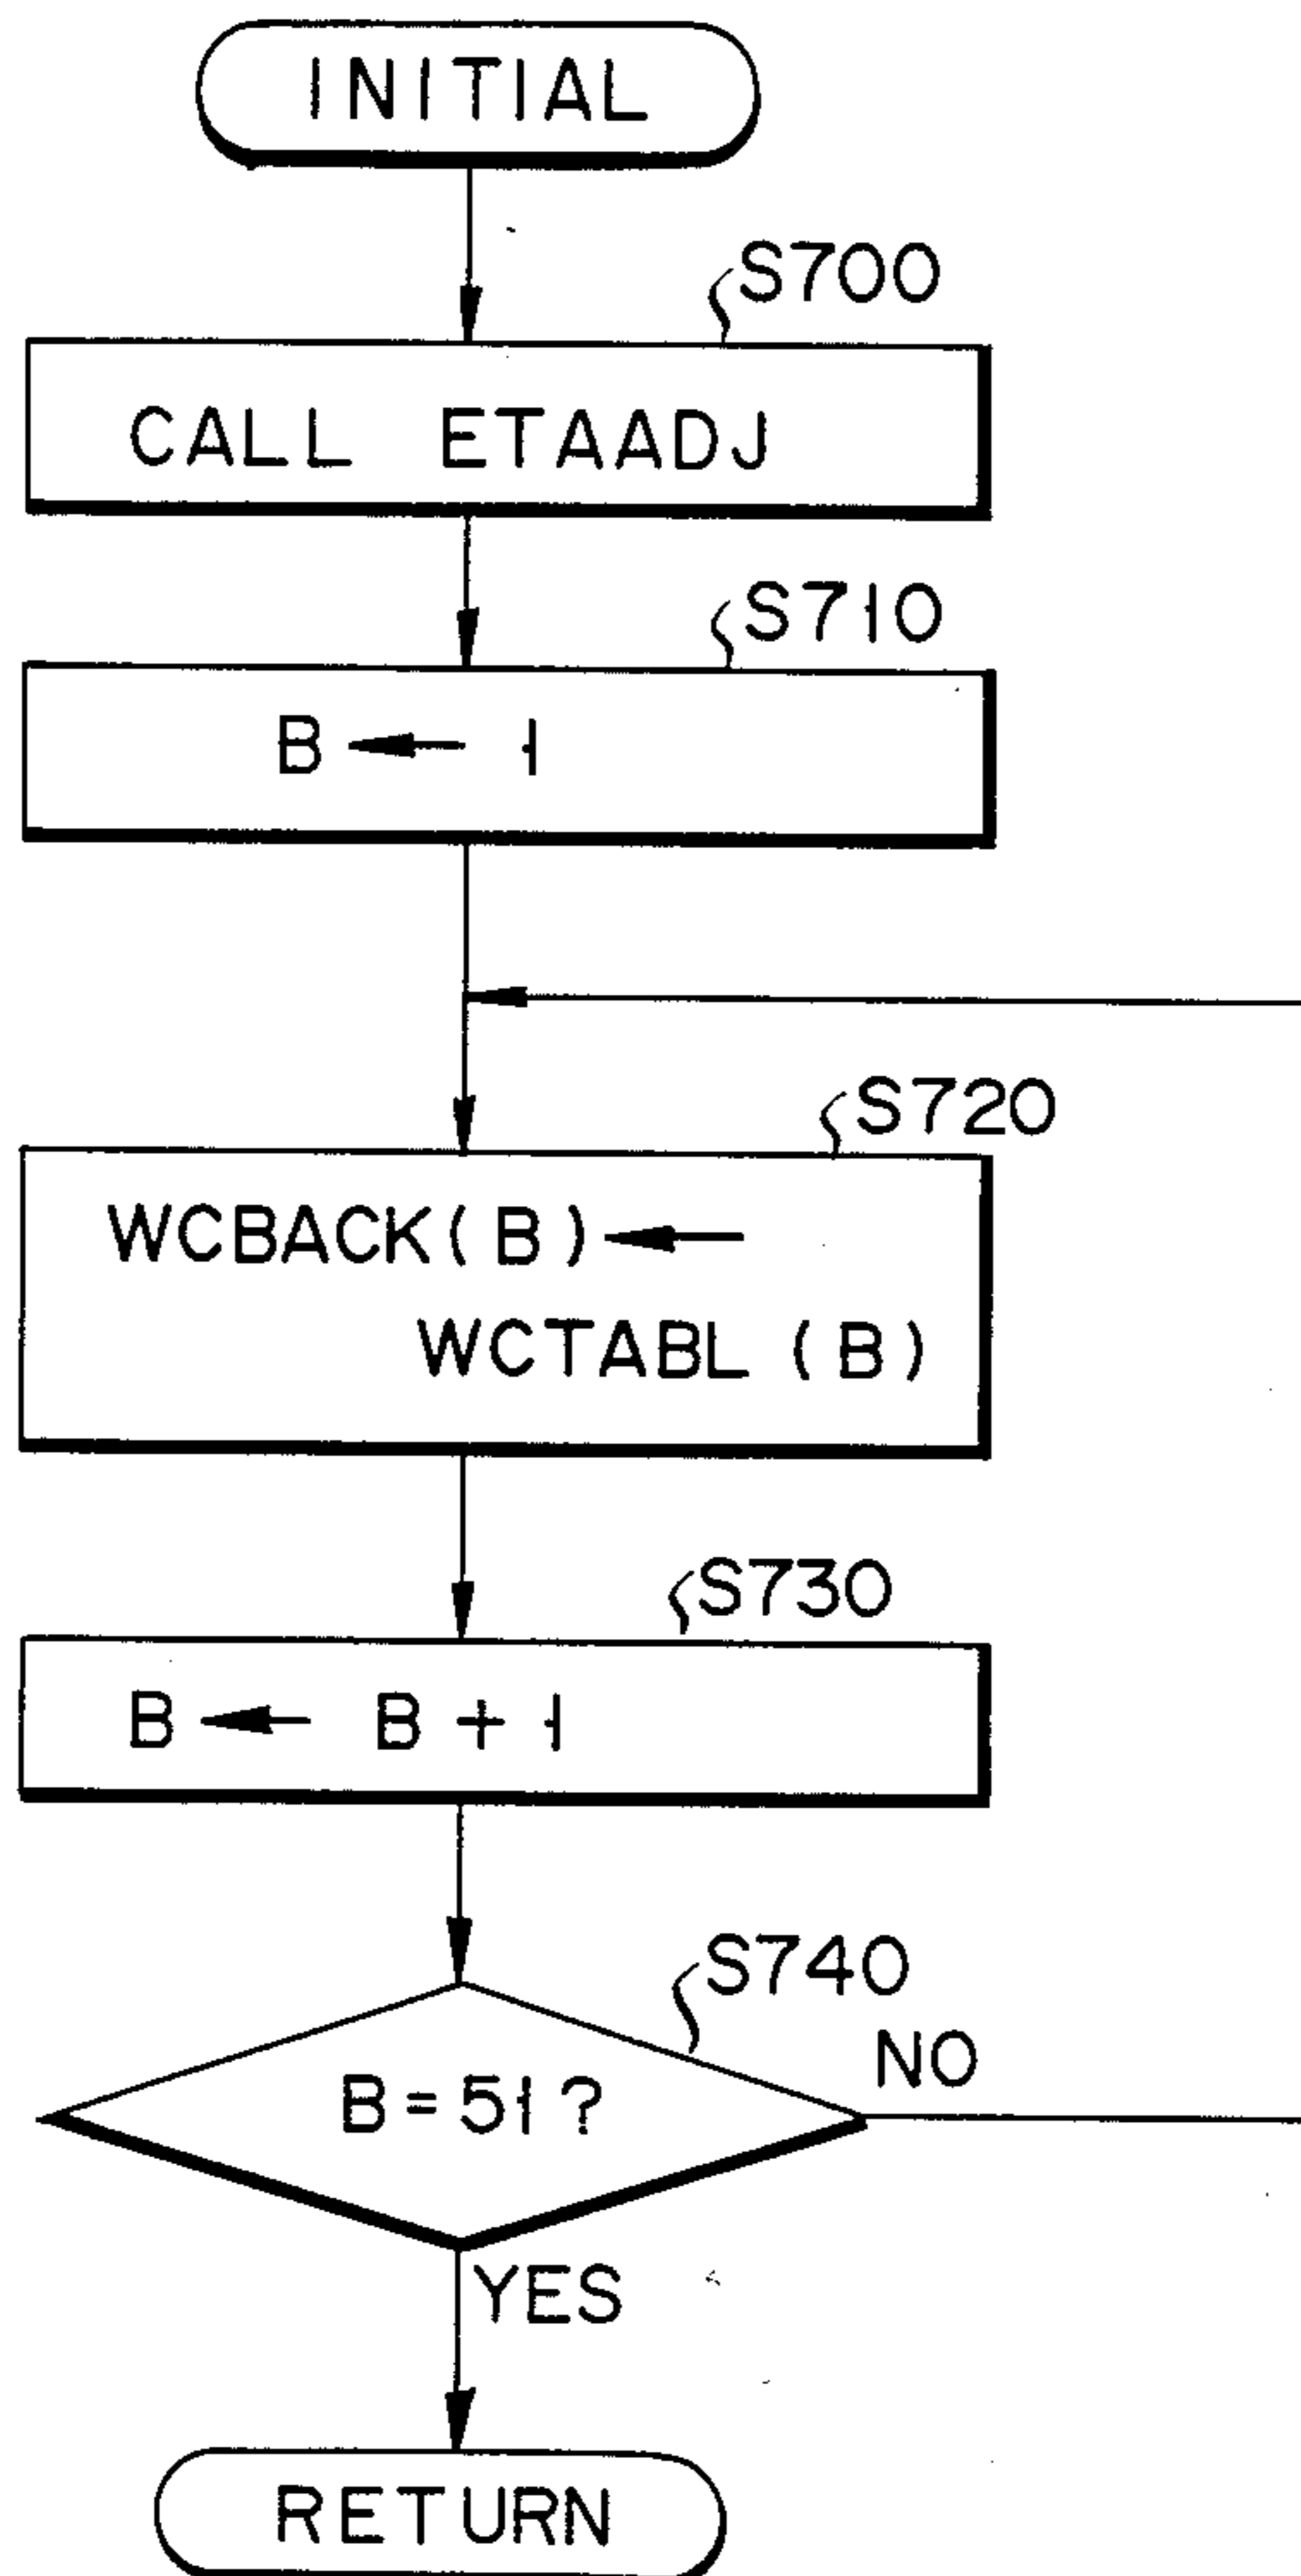 INITIAL
S700
CALL ETAADJ
S710
B ← 1
S720
WCBACK(B) ←
WCTABL (B)
S730
B ← B + 1
S740
B = 51 ?
NO
YES
RETURN